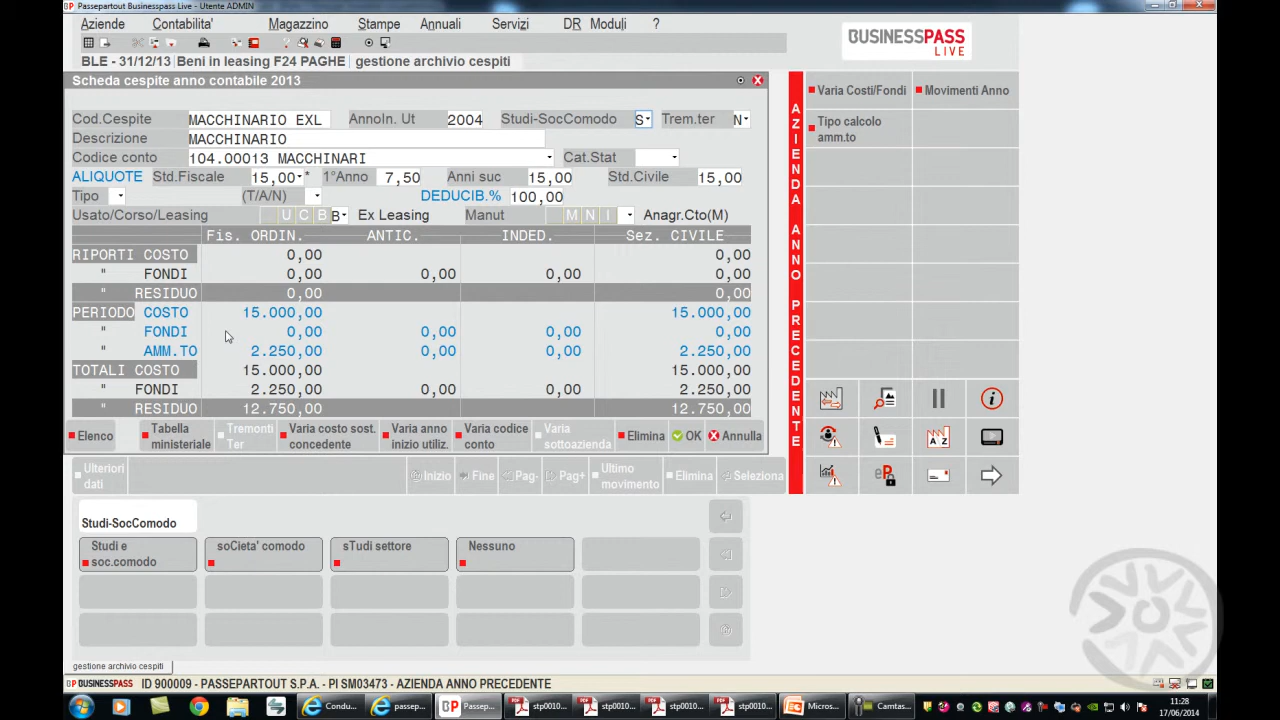 Passepartout Businesspass Live - Utente ADMIN
Aziende Contabilita' Magazzino Stampe Annuali Servizi DR Moduli ?
BUSINESSPASS
LIVE
BLE - 31/12/13 Beni in leasing F24 PAGHE gestione archivio cespiti
Scheda cespite anno contabile 2013
Cod.Cespite MACCHINARIO EXL AnnoIn. Ut 2004 Studi-SocComodo S Trem.ter N
Descrizione MACCHINARIO
Codice conto 104.00013 MACCHINARI Cat.Stat
ALIQUOTE Std.Fiscale 15,00 * 1°Anno 7,50 Anni suc 15,00 Std.Civile 15,00
Tipo (T/A/N) DEDUCIB.% 100,00
Usato/Corso/Leasing U C B B Ex Leasing Manut M N I Anagr.Cto(M)
Fis. ORDIN. ANTIC. INDED. Sez. CIVILE
RIPORTI COSTO 0,00 0,00
" FONDI 0,00 0,00 0,00 0,00
" RESIDUO 0,00 0,00
PERIODO COSTO 15.000,00 15.000,00
" FONDI 0,00 0,00 0,00 0,00
" AMM.TO 2.250,00 0,00 0,00 2.250,00
TOTALI COSTO 15.000,00 15.000,00
" FONDI 2.250,00 0,00 0,00 2.250,00
" RESIDUO 12.750,00 12.750,00
Elenco Tabella ministeriale Tremonti Ter Varia costo sost. concedente Varia anno inizio utiliz. Varia codice conto Varia sottoazienda Elimina OK Annulla
Ulteriori dati Inizio Fine Pag- Pag+ Ultimo movimento Elimina Seleziona
AZIENDA ANNO PRECEDENTE
Varia Costi/Fondi Movimenti Anno
Tipo calcolo
amm.to
Studi-SocComodo
Studi e soc.comodo soCieta' comodo sTudi settore Nessuno
gestione archivio cespiti
BUSINESSPASS ID 900009 - PASSEPARTOUT S.P.A. - PI SM03473 - AZIENDA ANNO PRECEDENTE
Condu... passep... Passep... stp0010... stp0010... stp0010... stp0010... Micros... Camtas...
11:28
17/06/2014